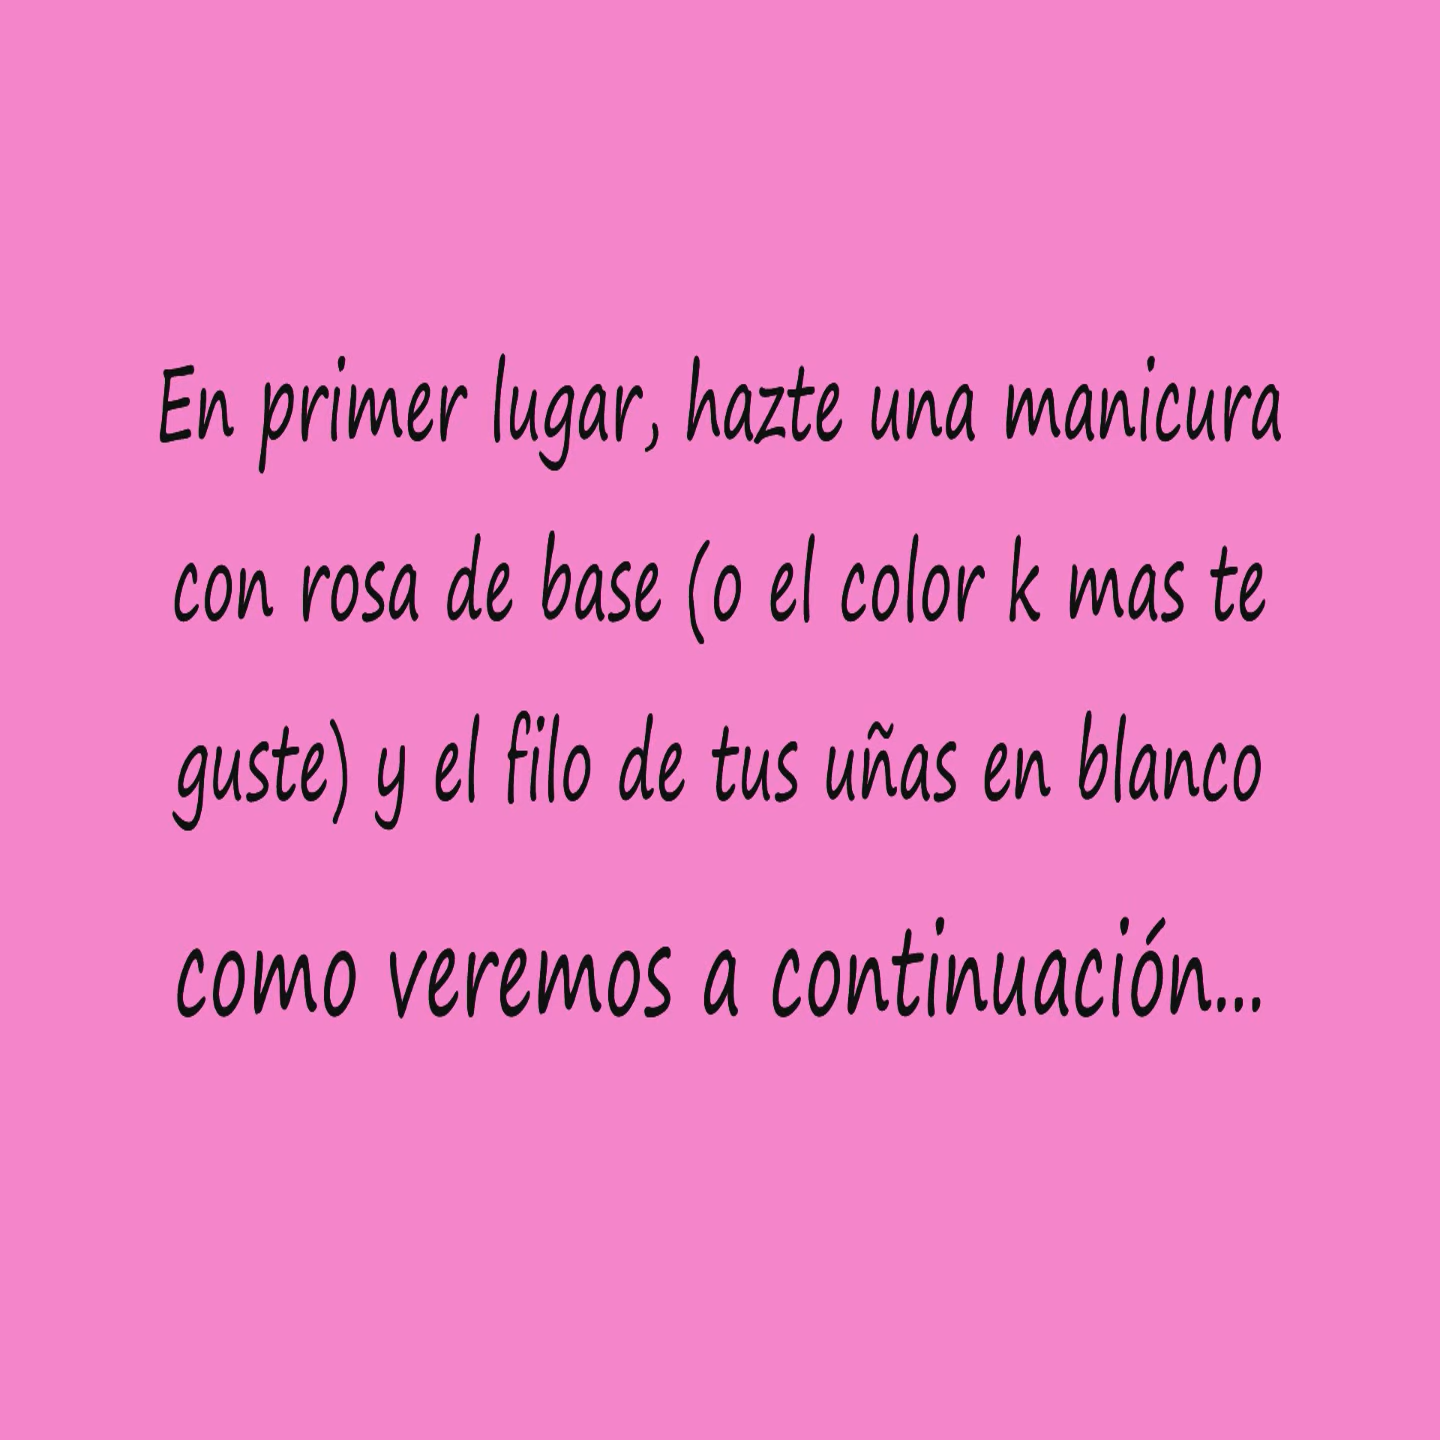 En primer lugar, hazte una manicura
con rosa de base (o el color k mas te
guste) y el filo de tus uñas en blanco
como veremos a continuación...